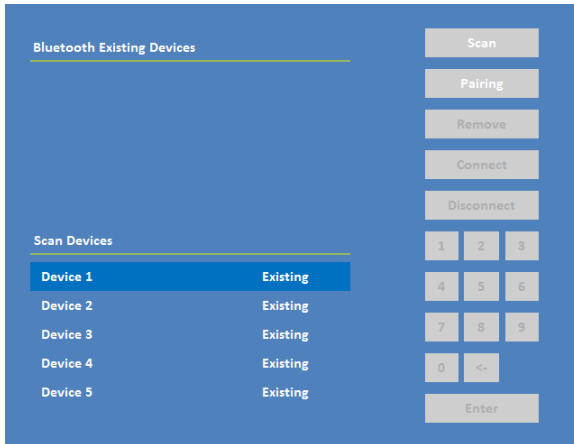 Bluetooth Existing Devices
Scan Devices
Device 1 Existing
Device 2 Existing
Device 3 Existing
Device 4 Existing
Device 5 Existing
Scan
Pairing
Remove
Connect
Disconnect
1 2 3
4 5 6
7 8 9
0 <-
Enter